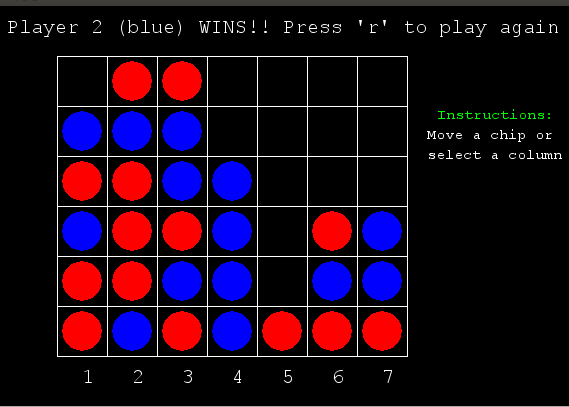 Player 2 (blue) WINS!! Press 'r' to play again
Instructions:
Move a chip or
select a column
1 2 3 4 5 6 7